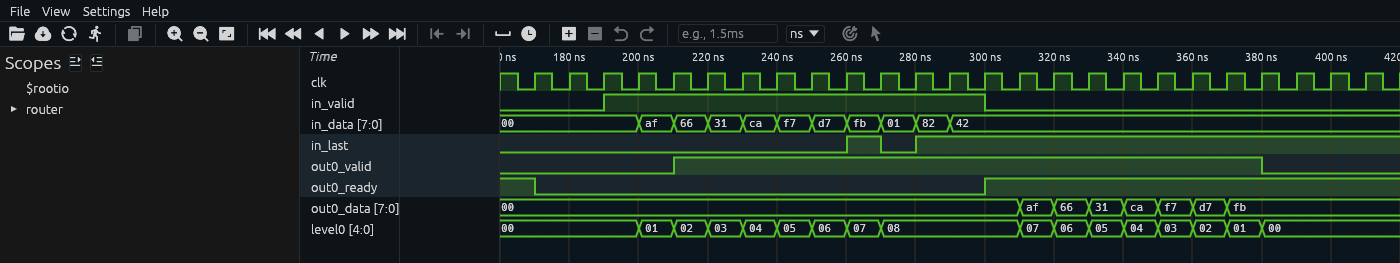 File View Settings Help
e.g., 1.5ms ns
Scopes
$rootio
router
Time
clk
in_valid
in_data [7:0]
in_last
out0_valid
out0_ready
out0_data [7:0]
level0 [4:0]
0 ns 180 ns 200 ns 220 ns 240 ns 260 ns 280 ns 300 ns 320 ns 340 ns 360 ns 380 ns 400 ns 420
00 af 66 31 ca f7 d7 fb 01 82 42
00 af 66 31 ca f7 d7 fb
00 01 02 03 04 05 06 07 08 07 06 05 04 03 02 01 00